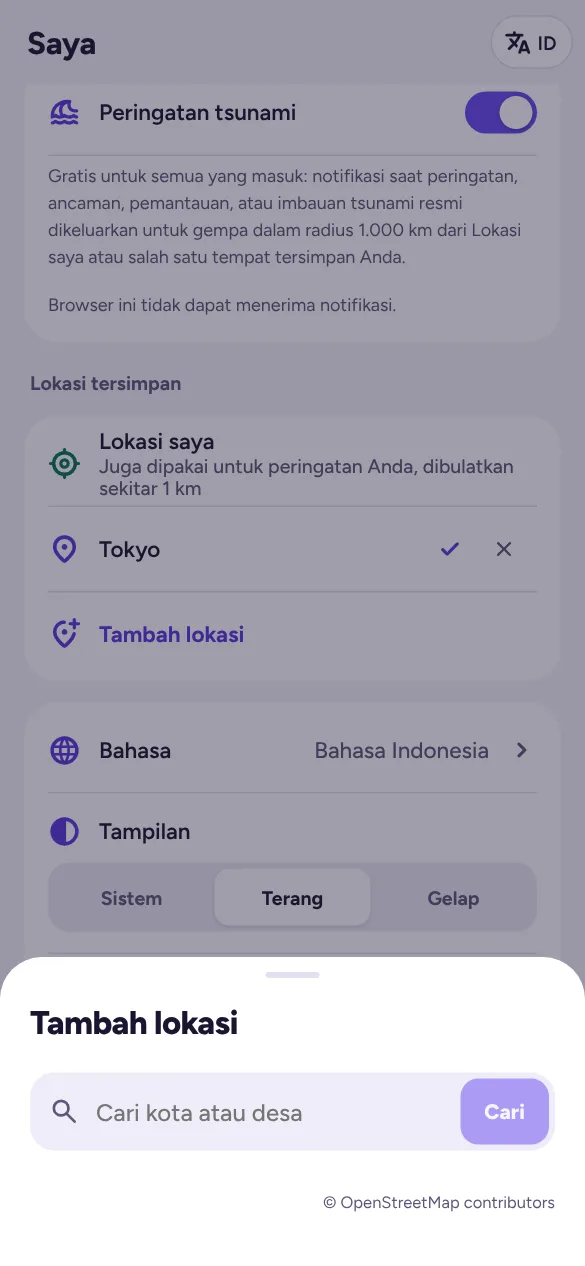 Saya
ID
Peringatan tsunami
Gratis untuk semua yang masuk: notifikasi saat peringatan,
ancaman, pemantauan, atau imbauan tsunami resmi
dikeluarkan untuk gempa dalam radius 1.000 km dari Lokasi
saya atau salah satu tempat tersimpan Anda.
Browser ini tidak dapat menerima notifikasi.
Lokasi tersimpan
Lokasi saya
Juga dipakai untuk peringatan Anda, dibulatkan
sekitar 1 km
Tokyo
Tambah lokasi
Bahasa
Bahasa Indonesia
Tampilan
Sistem
Terang
Gelap
Tambah lokasi
Cari kota atau desa
Cari
© OpenStreetMap contributors